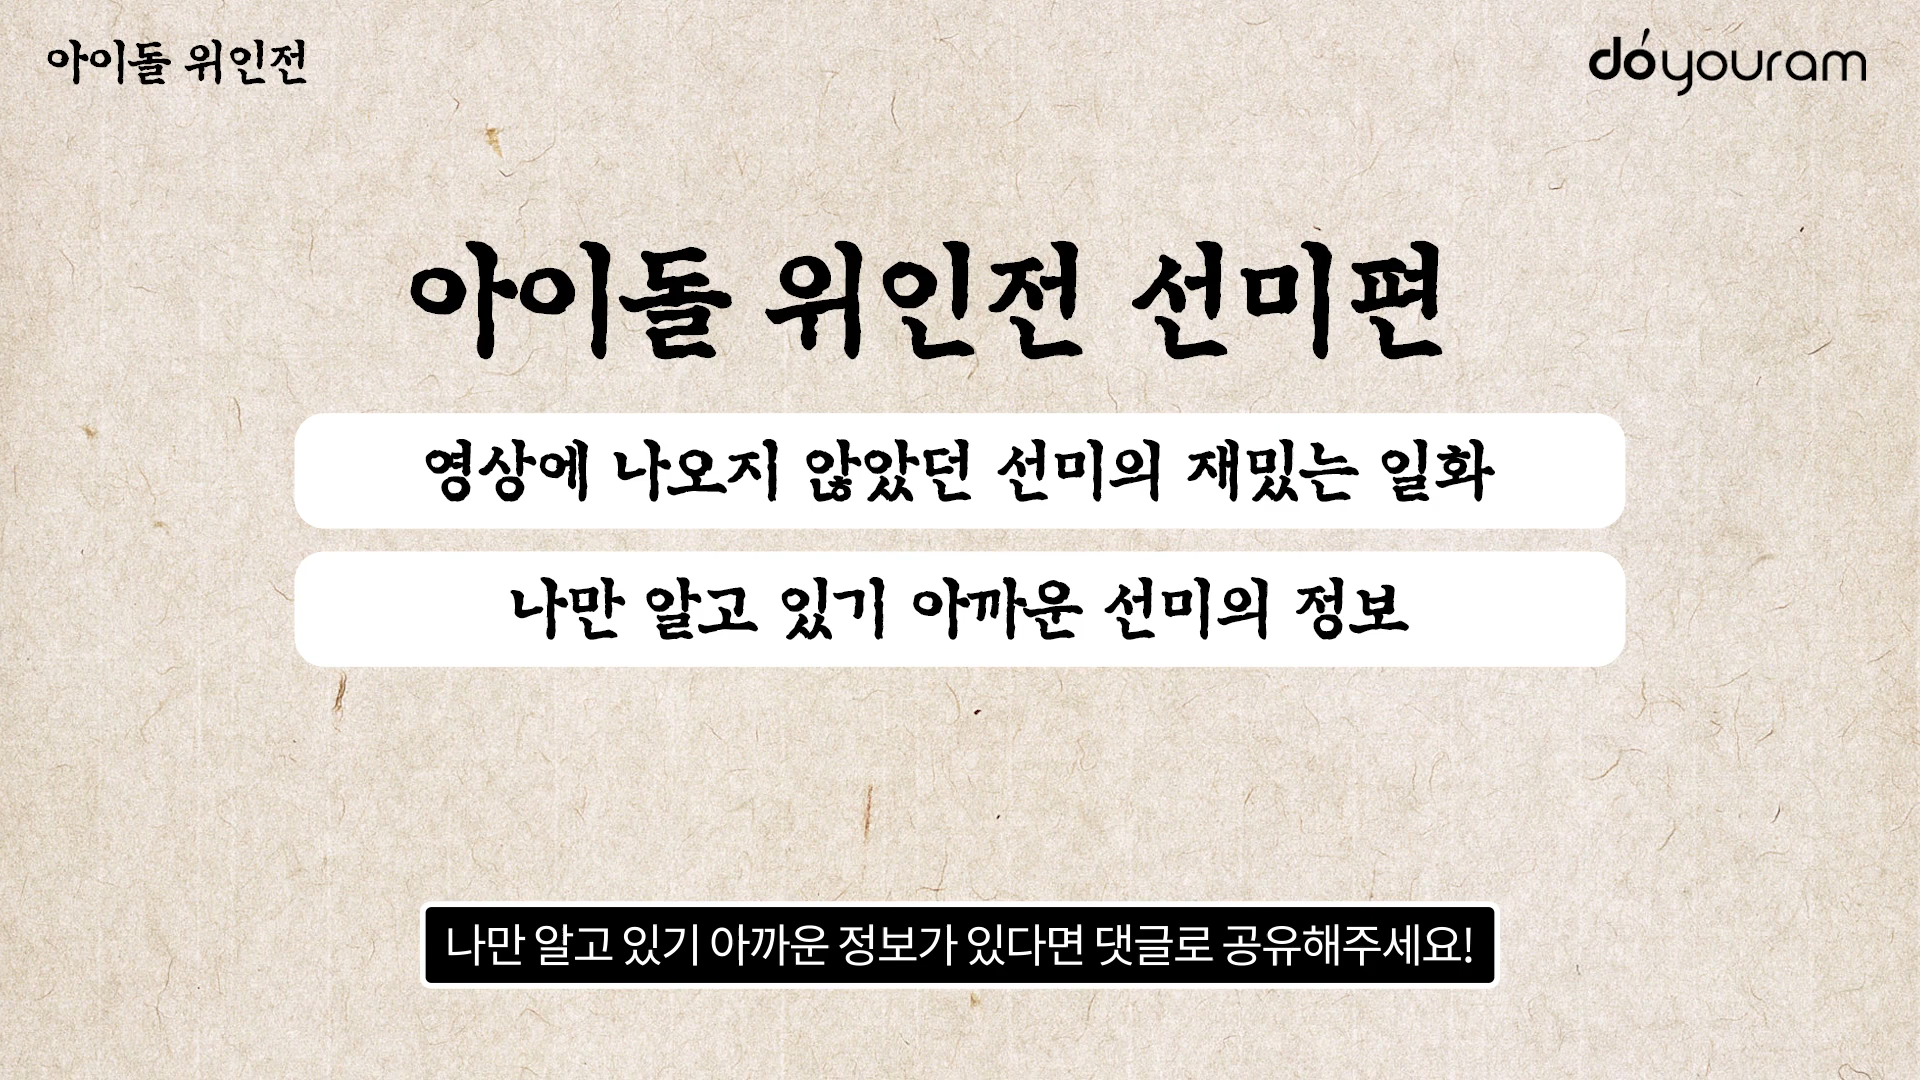 아이돌 위인전
dóyouram
아이돌 위인전 선미편
영상에 나오지 않았던 선미의 재밌는 일화
나만 알고 있기 아까운 선미의 정보
나만 알고 있기 아까운 정보가 있다면 댓글로 공유해주세요!